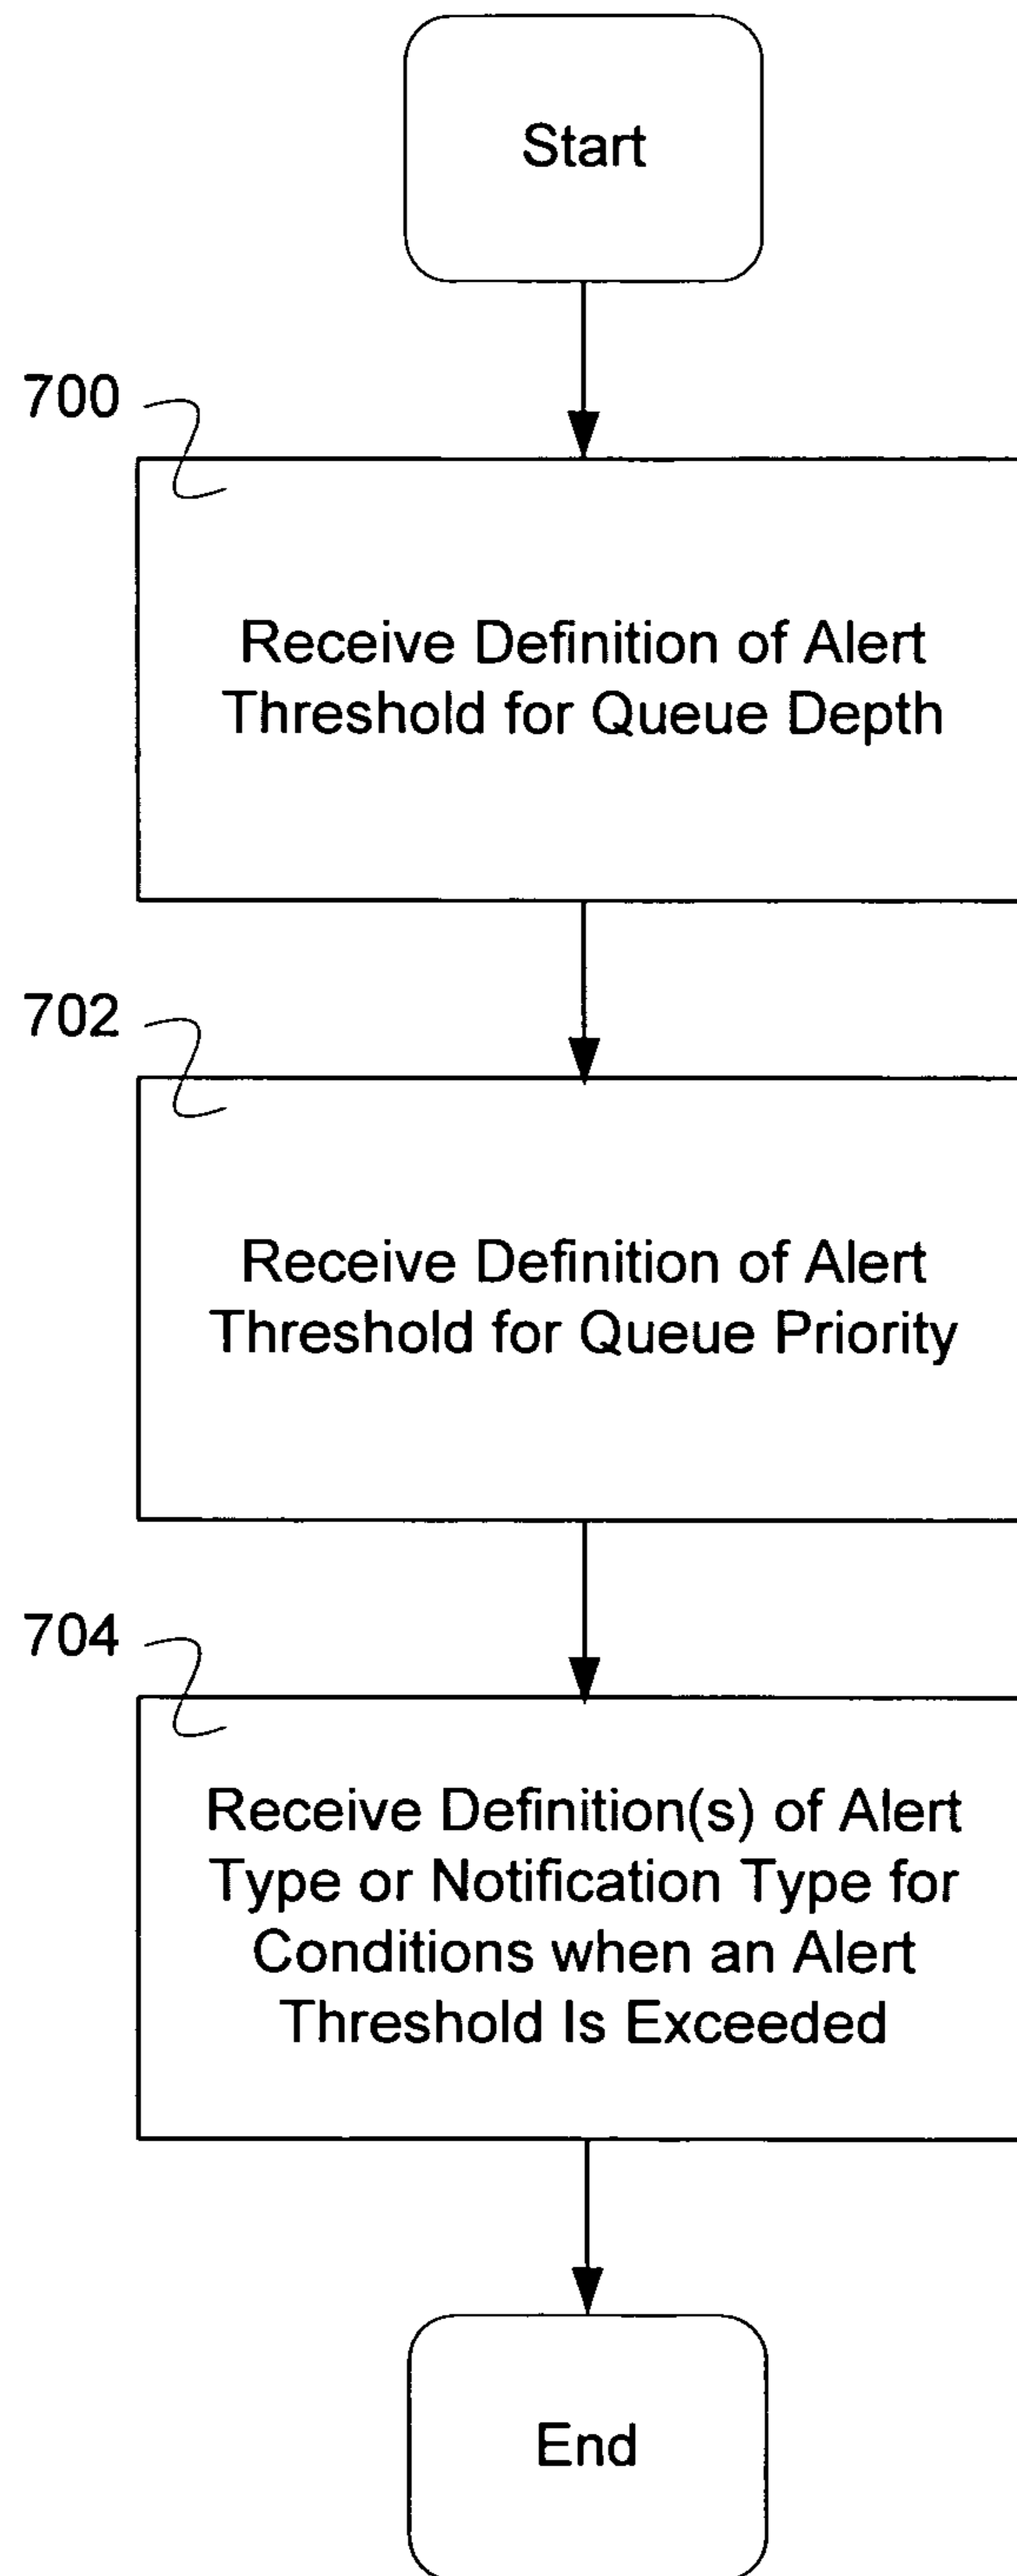 Start
700
Receive Definition of Alert
Threshold for Queue Depth
702
Receive Definition of Alert
Threshold for Queue Priority
704
Receive Definition(s) of Alert
Type or Notification Type for
Conditions when an Alert
Threshold Is Exceeded
End